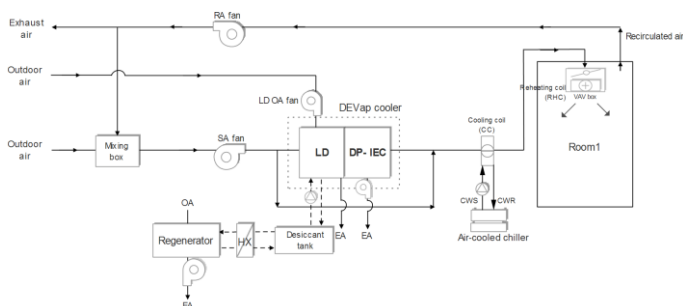 RA fan
Exhaust
air
Recirculated air
Outdoor
air
LD OA fan
DEVap cooler
Reheating coil
(RHC)
VAV box
Cooling coil
(CC)
Outdoor
air
Mixing
box
SA fan
LD
DP- IEC
Room1
OA
CWS
CWR
Regenerator
HX
Desiccant
tank
EA
EA
Air-cooled chiller
EA